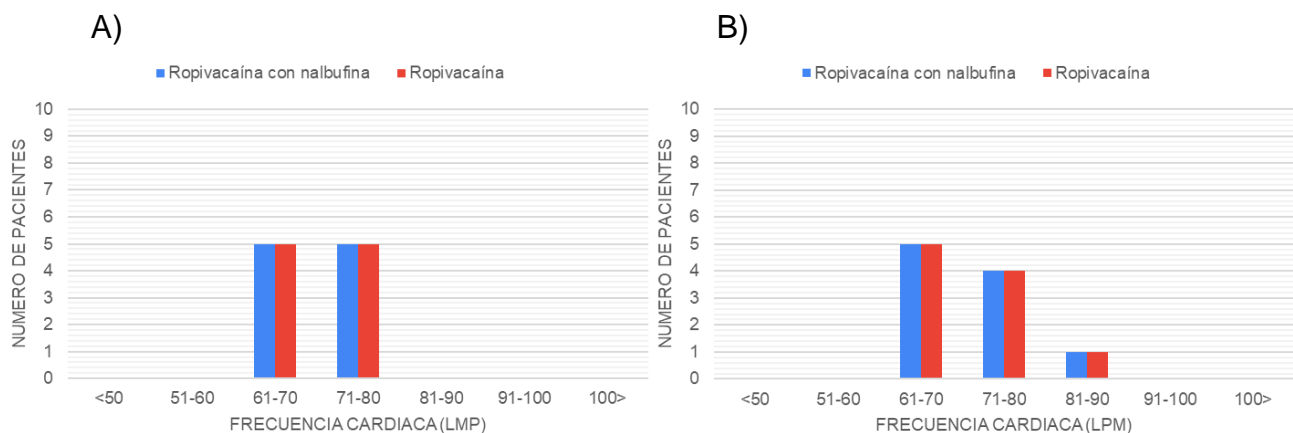 A)
Ropivacaína con nalbufina Ropivacaína
NUMERO DE PACIENTES
10
9
8
7
6
5
4
3
2
1
0
<50 51-60 61-70 71-80 81-90 91-100 100>
FRECUENCIA CARDIACA (LMP)
B)
Ropivacaína con nalbufina Ropivacaína
NUMERO DE PACIENTES
10
9
8
7
6
5
4
3
2
1
0
<50 51-60 61-70 71-80 81-90 91-100 100>
FRECUENCIA CARDIACA (LPM)